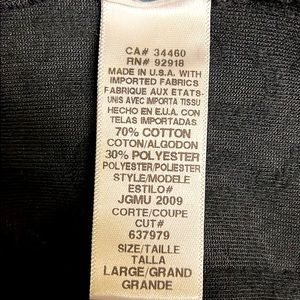 CA# 34460
RN# 92918
MADE IN U.S.A. WITH
IMPORTED FABRICS
FABRIQUE AUX ETATS-
UNIS AVEC IMPORTA TISSU
HECHO EN E.U.A. CON
TELAS IMPORTADAS
70% COTTON
COTON/ALGODON
30% POLYESTER
POLYESTER/POLIESTER
STYLE/MODELE
ESTILO#
JGMU 2009
CORTE/COUPE
CUT#
637979
SIZE/TAILLE
TALLA
LARGE/GRAND
GRANDE